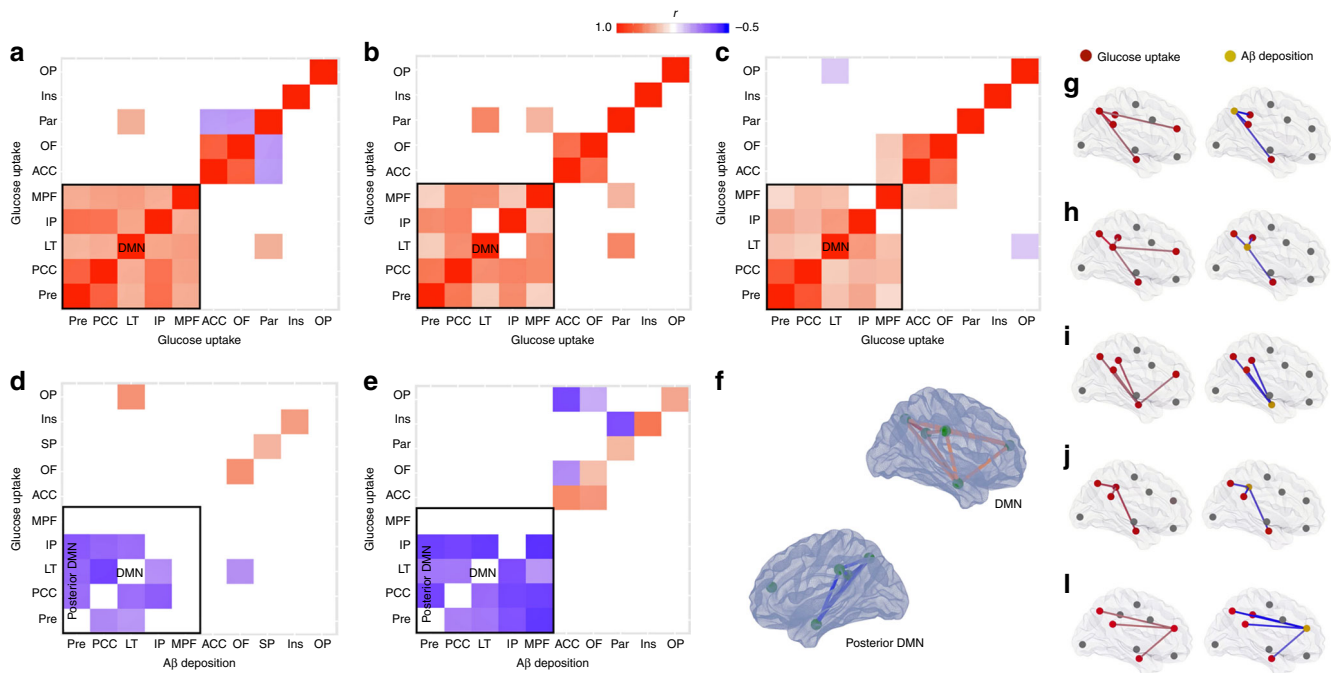 r
1.0 −0.5
a
Glucose uptake
OP
Ins
Par
OF
ACC
MPF
IP
LT
PCC
Pre
DMN
Pre PCC LT IP MPF ACC OF Par Ins OP
Glucose uptake
b
Glucose uptake
OP
Ins
Par
OF
ACC
MPF
IP
LT
PCC
Pre
DMN
Pre PCC LT IP MPF ACC OF Par Ins OP
Glucose uptake
c
Glucose uptake
OP
Ins
Par
OF
ACC
MPF
IP
LT
PCC
Pre
DMN
Pre PCC LT IP MPF ACC OF Par Ins OP
Glucose uptake
d
Glucose uptake
OP
Ins
SP
OF
ACC
MPF
IP
LT
PCC
Pre
Posterior DMN
DMN
Pre PCC LT IP MPF ACC OF SP Ins OP
Aβ deposition
e
Glucose uptake
OP
Ins
Par
OF
ACC
MPF
IP
LT
PCC
Pre
Posterior DMN
DMN
Pre PCC LT IP MPF ACC OF Par Ins OP
Aβ deposition
f
DMN
Posterior DMN
Glucose uptake Aβ deposition
g
h
i
j
l